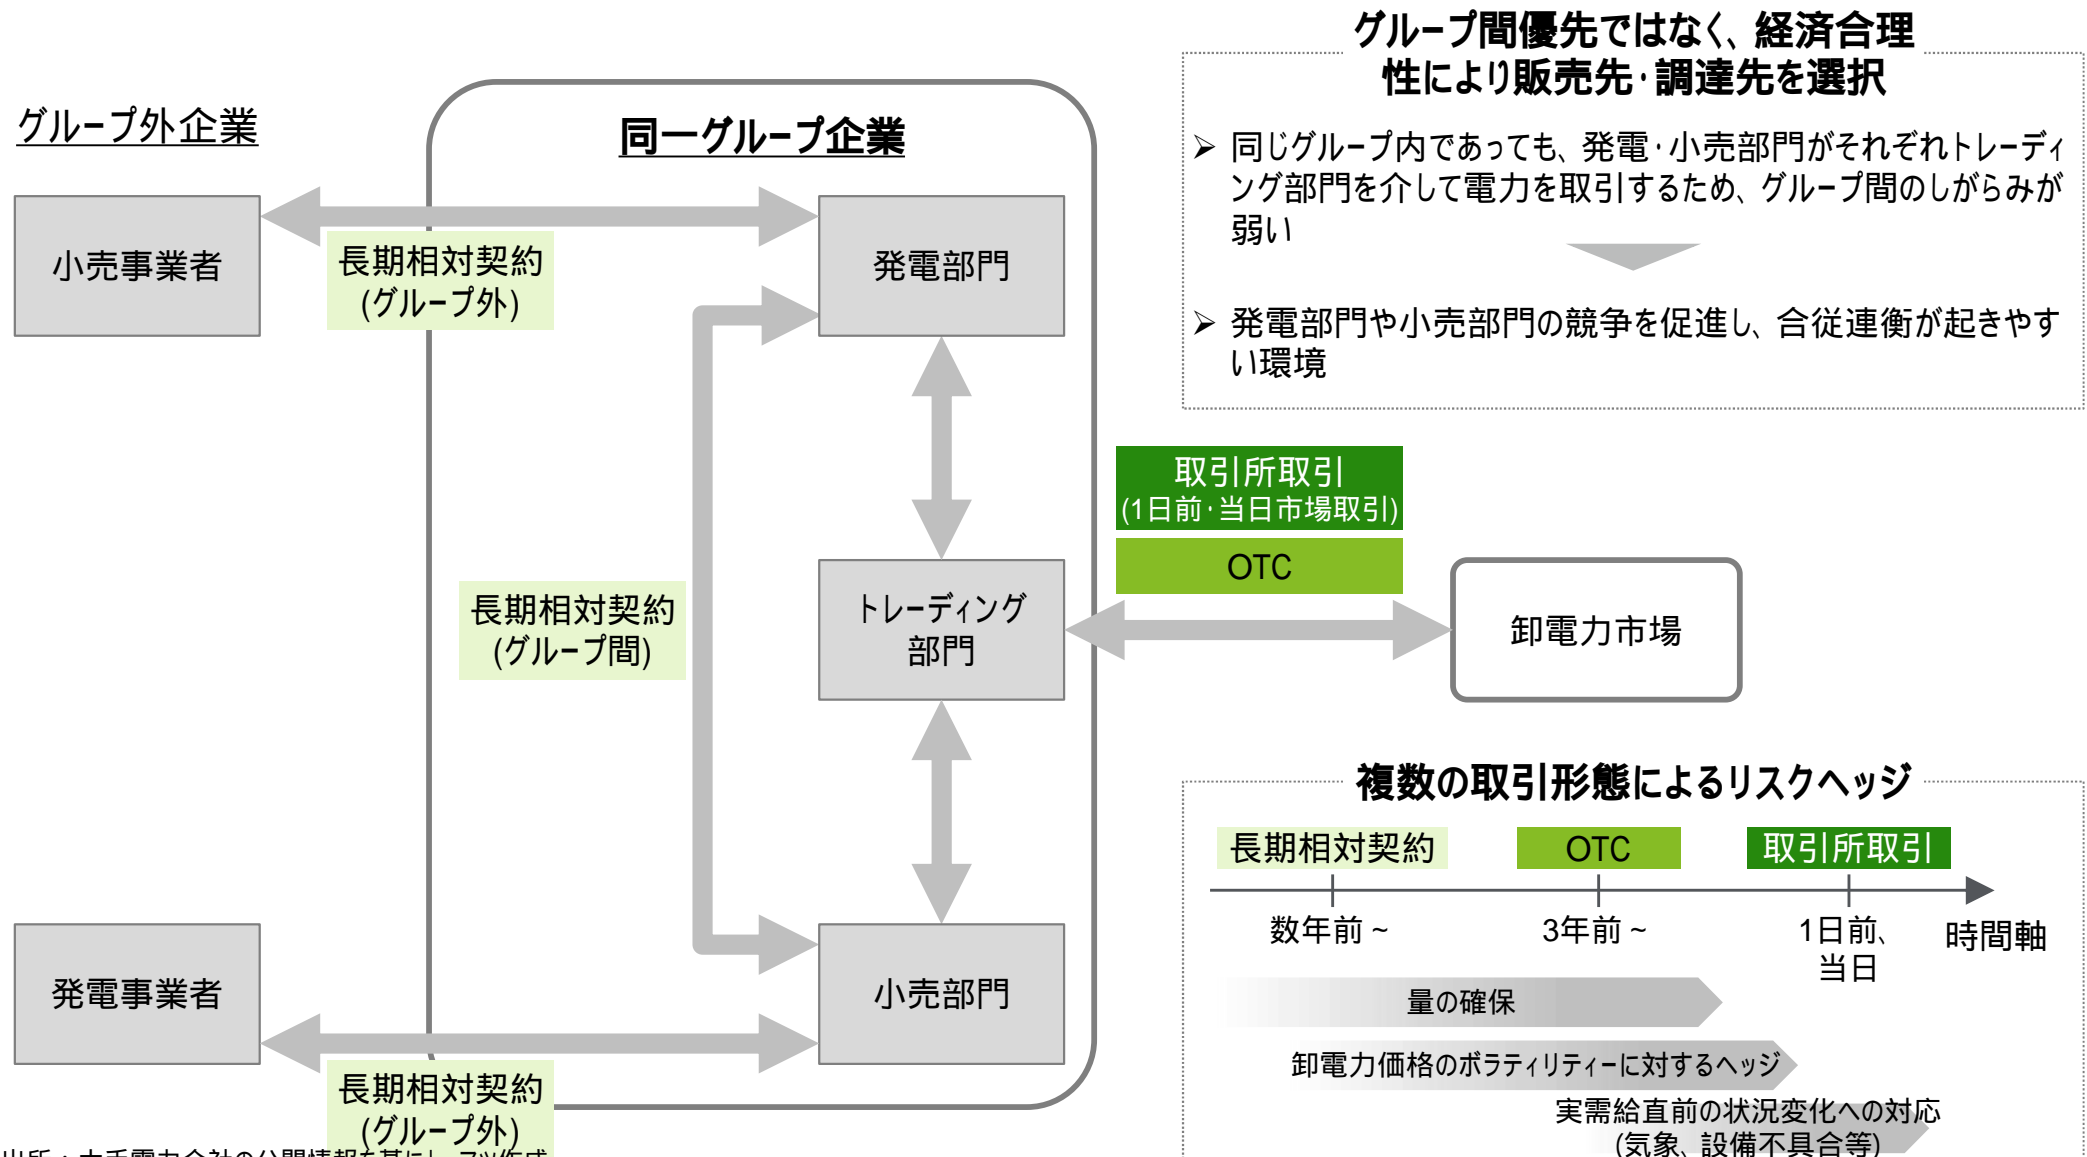 グループ外企業
同一グループ企業
小売事業者
長期相対契約
(グループ外)
発電部門
長期相対契約
(グループ間)
トレーディング
部門
発電事業者
長期相対契約
(グループ外)
小売部門
グループ間優先ではなく、経済合理
性により販売先・調達先を選択
➢ 同じグループ内であっても、発電・小売部門がそれぞれトレーディ
ング部門を介して電力を取引するため、グループ間のしがらみが
弱い
➢ 発電部門や小売部門の競争を促進し、合従連衡が起きやす
い環境
取引所取引
(1日前・当日市場取引)
OTC
卸電力市場
複数の取引形態によるリスクヘッジ
長期相対契約
OTC
取引所取引
数年前~
3年前~
1日前、
当日
時間軸
量の確保
卸電力価格のボラティリティーに対するヘッジ
実需給直前の状況変化への対応
(気象、設備不具合等)